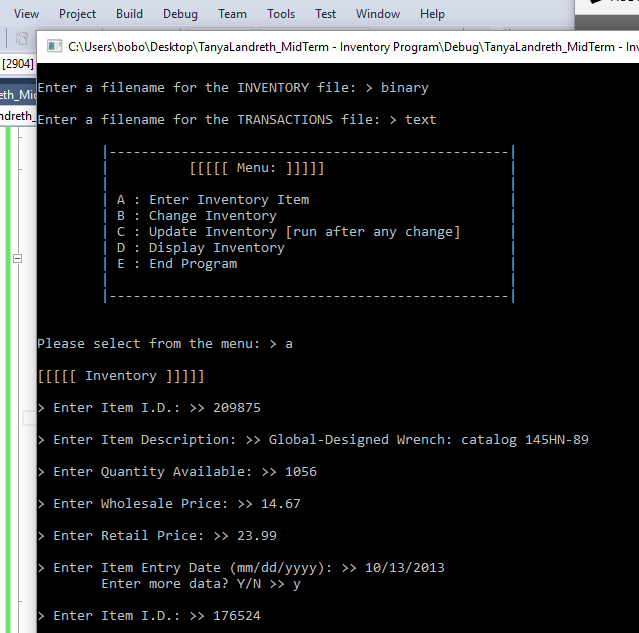 View Project Build Debug Team Tools Test Window Help
C:\Users\bobo\Desktop\TanyaLandreth_MidTerm - Inventory Program\Debug\TanyaLandreth_MidTerm - Inv
[2904]
eth_Mid
ndreth_
Enter a filename for the INVENTORY file: > binary
Enter a filename for the TRANSACTIONS file: > text
|--------------------------------------------------|
[[[[[ Menu: ]]]]]
A : Enter Inventory Item
B : Change Inventory
C : Update Inventory [run after any change]
D : Display Inventory
E : End Program
|--------------------------------------------------|
Please select from the menu: > a
[[[[[ Inventory ]]]]]
> Enter Item I.D.: >> 209875
> Enter Item Description: >> Global-Designed Wrench: catalog 145HN-89
> Enter Quantity Available: >> 1056
> Enter Wholesale Price: >> 14.67
> Enter Retail Price: >> 23.99
> Enter Item Entry Date (mm/dd/yyyy): >> 10/13/2013
Enter more data? Y/N >> y
> Enter Item I.D.: >> 176524